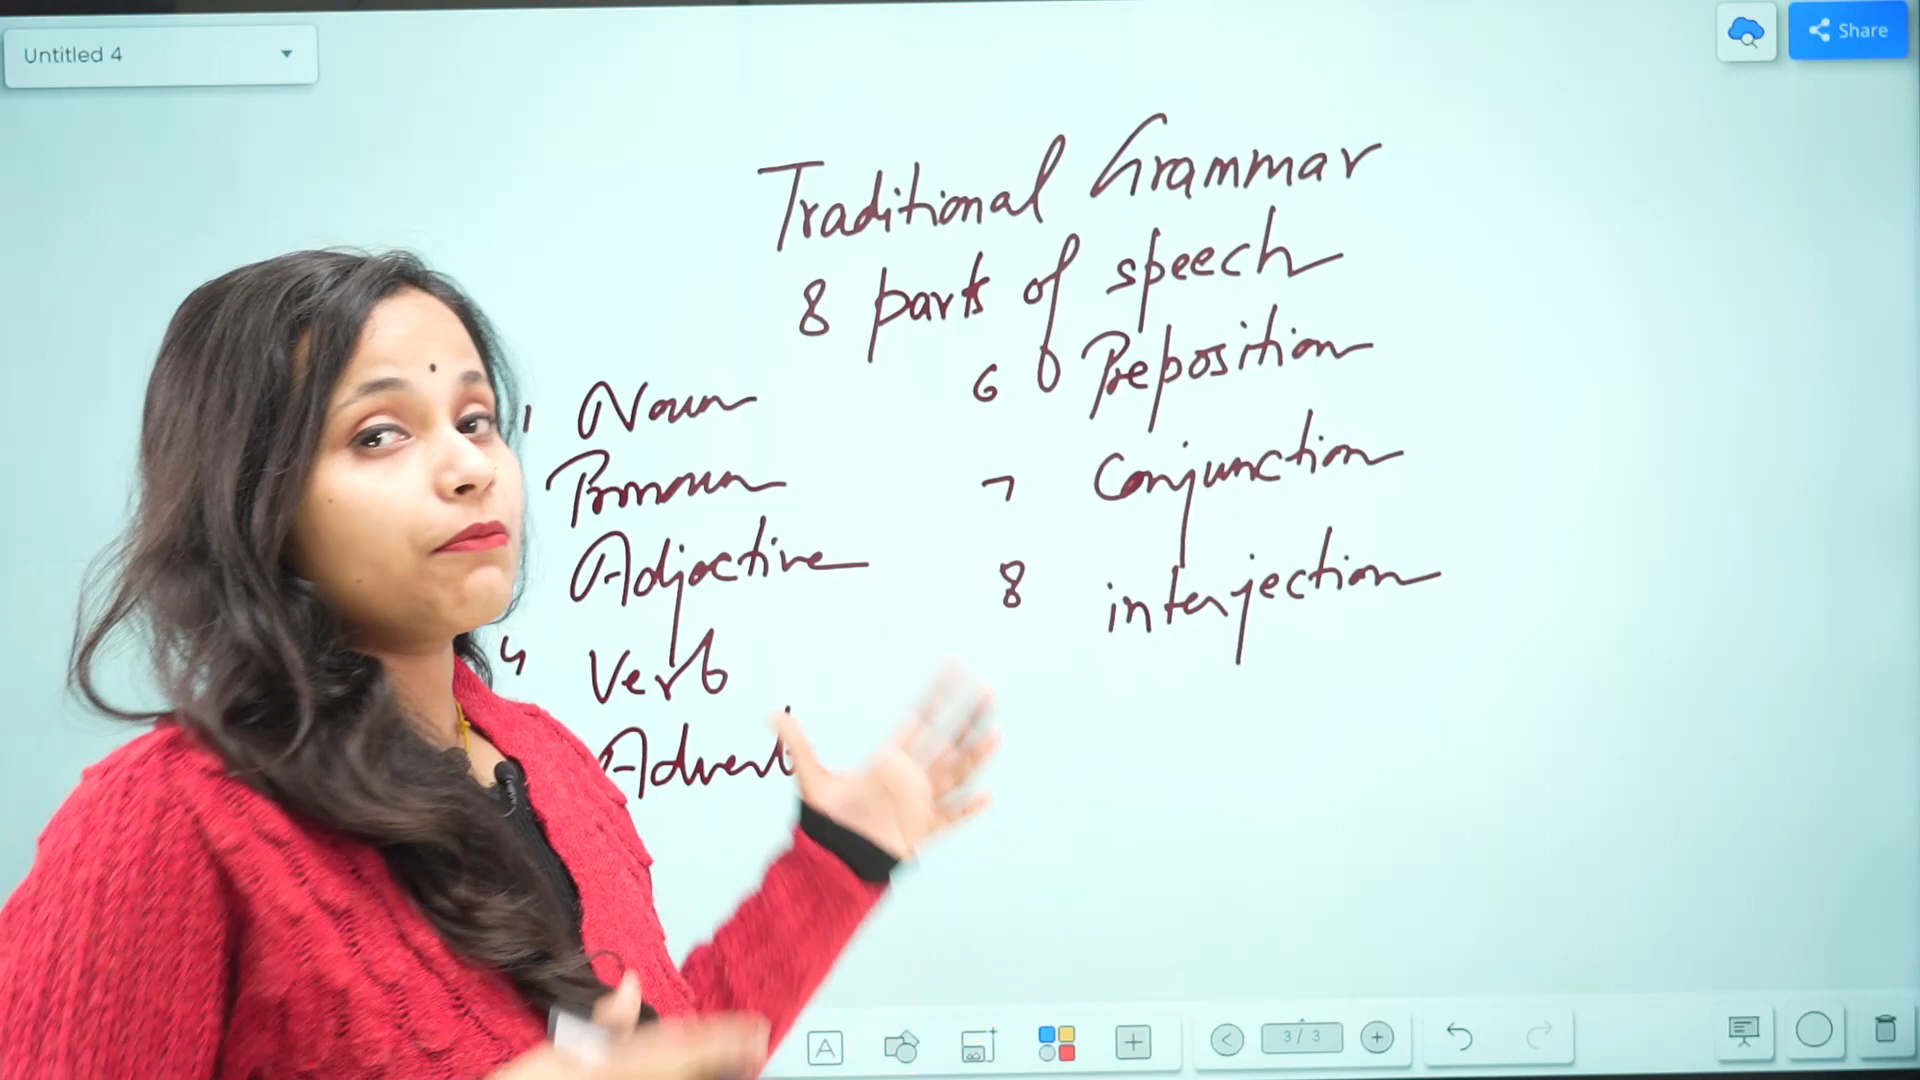 Untitled 4
Share
Traditional Grammar
8 parts of speech
1 Noun
Pronoun
Adjective
4 Verb
Adverb
6 Preposition
7 Conjunction
8 interjection
A
3 / 3